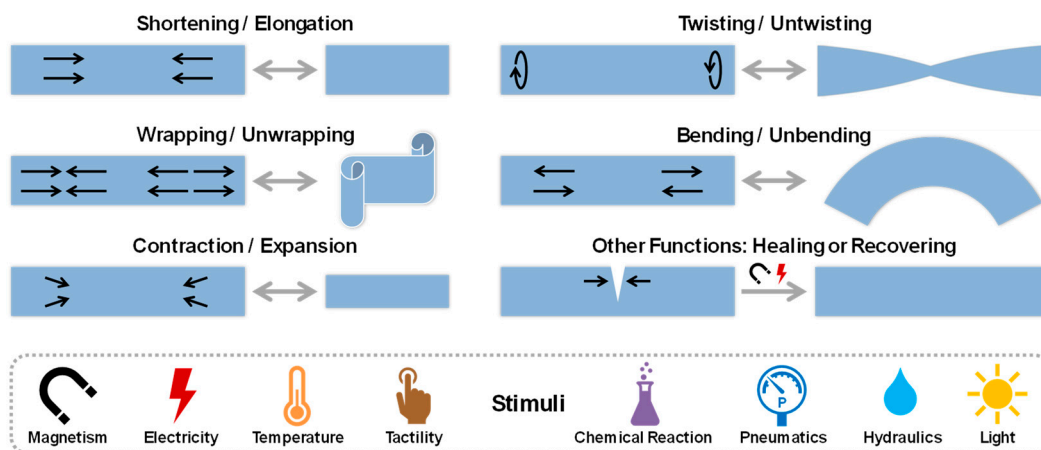 Shortening / Elongation
Twisting / Untwisting
Wrapping / Unwrapping
Bending / Unbending
Contraction / Expansion
Other Functions: Healing or Recovering
Stimuli
P
Magnetism
Electricity
Temperature
Tactility
Chemical Reaction
Pneumatics
Hydraulics
Light